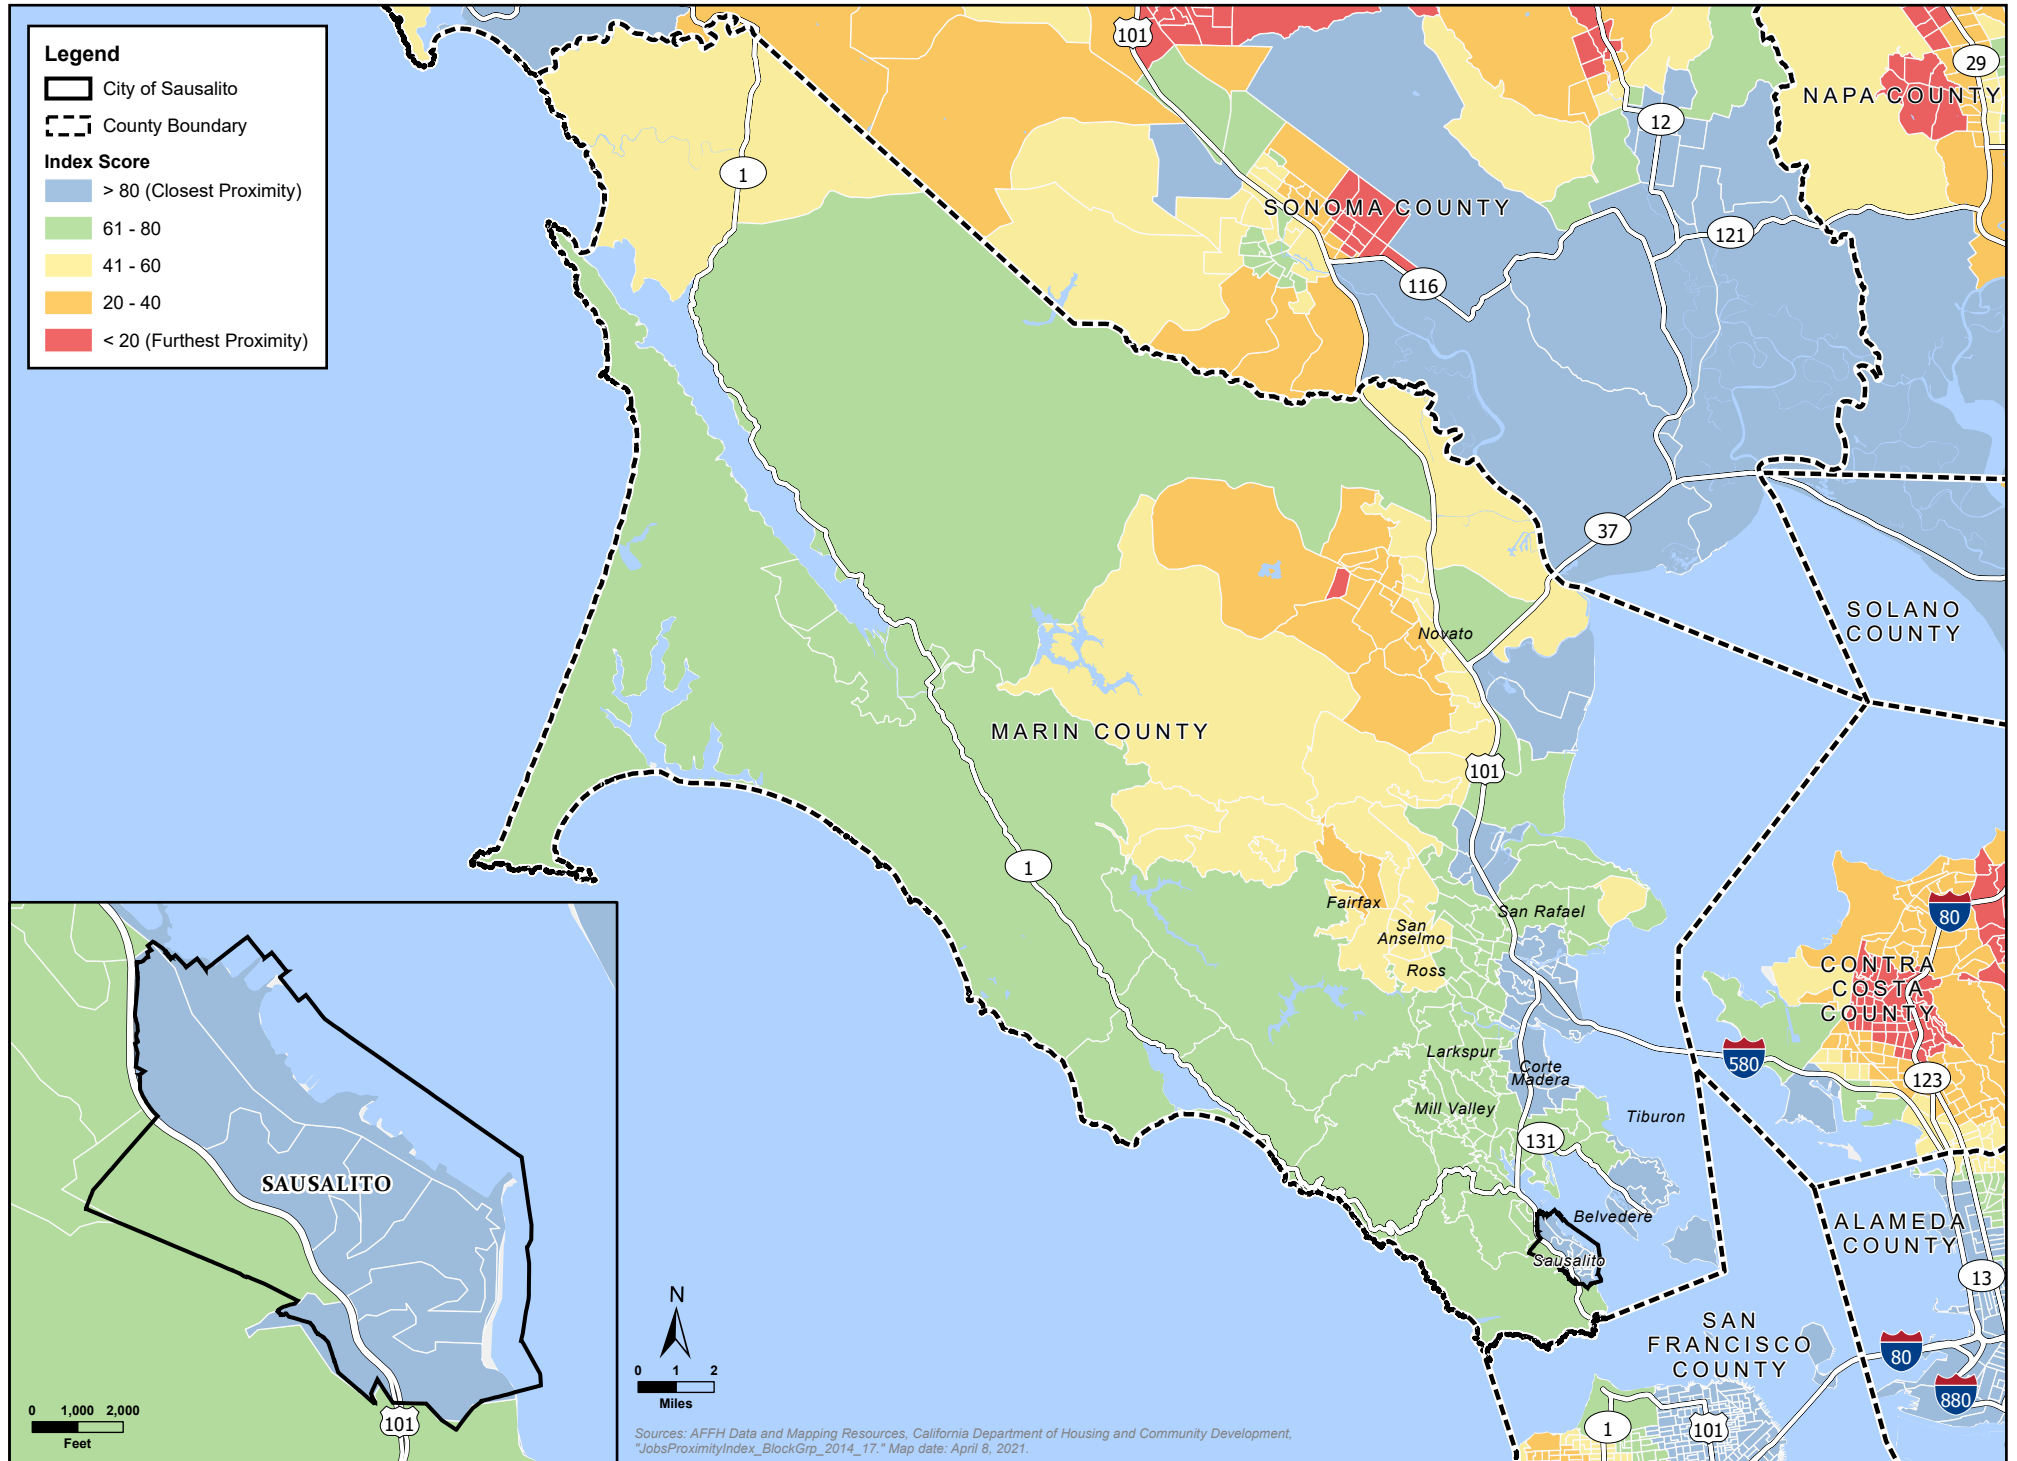 Legend
City of Sausalito
County Boundary
Index Score
> 80 (Closest Proximity)
61 - 80
41 - 60
20 - 40
< 20 (Furthest Proximity)
101
29
NAPA COUNTY
12
1
SONOMA COUNTY
121
116
37
SOLANO
COUNTY
Novato
MARIN COUNTY
101
1
Fairfax
San Rafael
San
Anselmo
Ross
80
CONTRA
COSTA
COUNTY
Larkspur
Corte
Madera
580
123
Mill Valley
Tiburon
131
Belvedere
Sausalito
ALAMEDA
COUNTY
13
SAN
FRANCISCO
COUNTY
80
880
1
101
SAUSALITO
101
0 1,000 2,000
Feet
N
0 1 2
Miles
Sources: AFFH Data and Mapping Resources, California Department of Housing and Community Development,
"JobsProximityIndex_BlockGrp_2014_17." Map date: April 8, 2021.